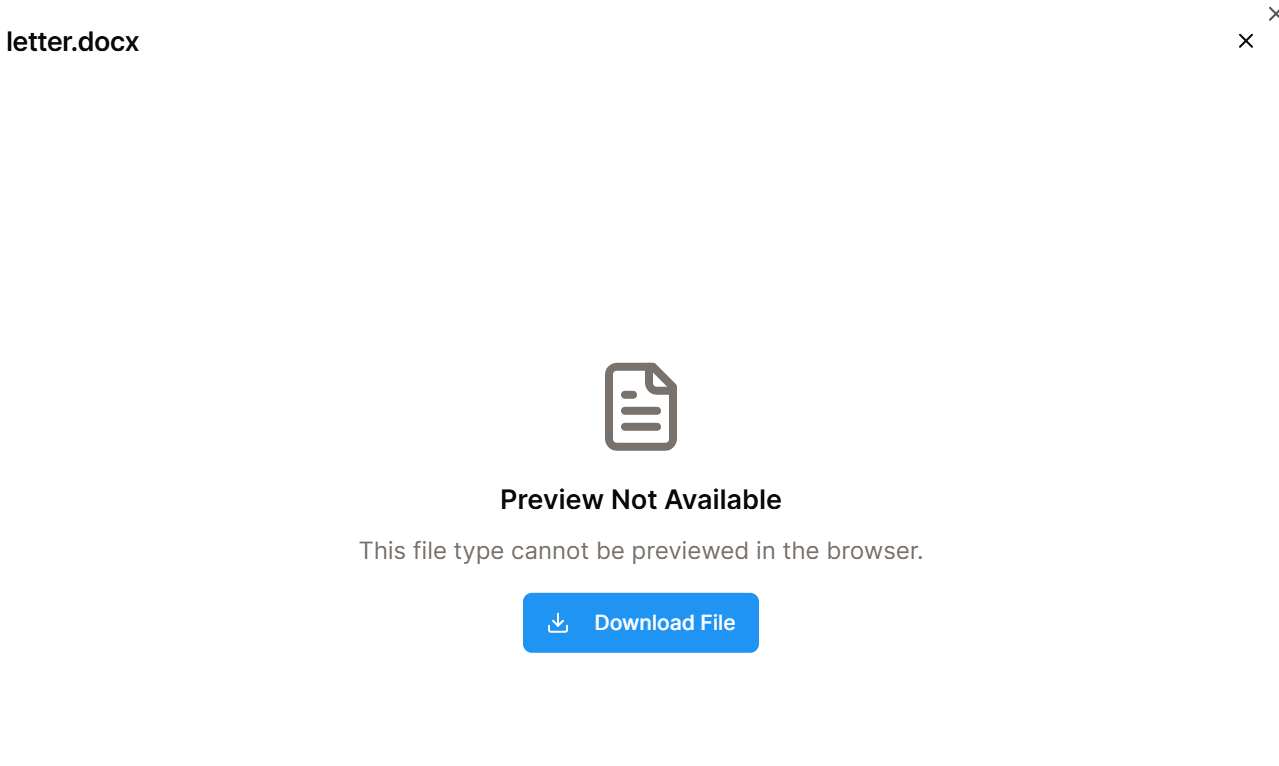 letter.docx
Preview Not Available
This file type cannot be previewed in the browser.
Download File